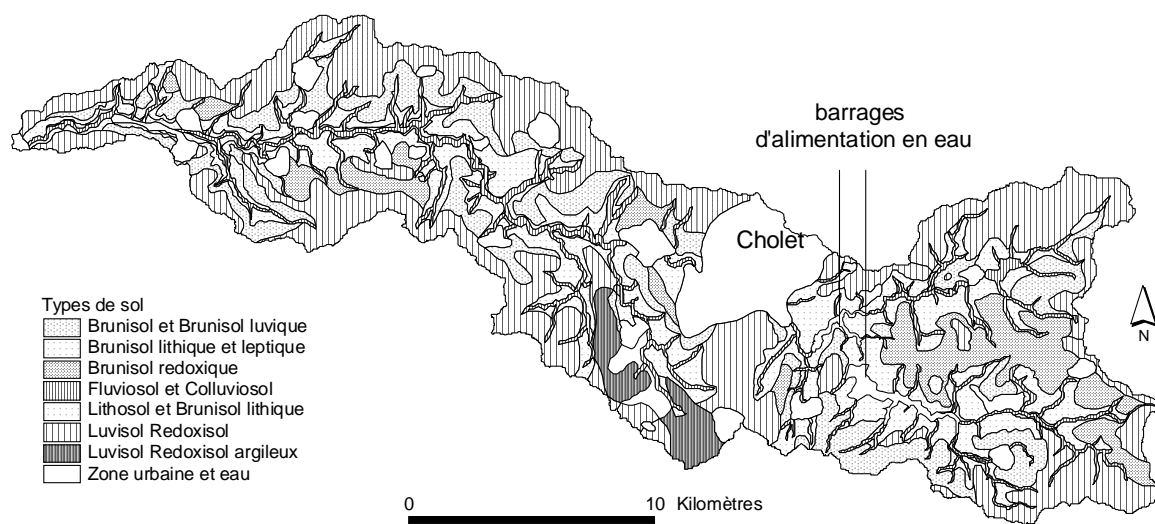 barrages
d'alimentation en eau
Cholet
N
Types de sol
Brunisol et Brunisol luvique
Brunisol lithique et leptique
Brunisol redoxique
Fluviosol et Colluviosol
Lithosol et Brunisol lithique
Luvisol Redoxisol
Luvisol Redoxisol argileux
Zone urbaine et eau
0 10 Kilomètres